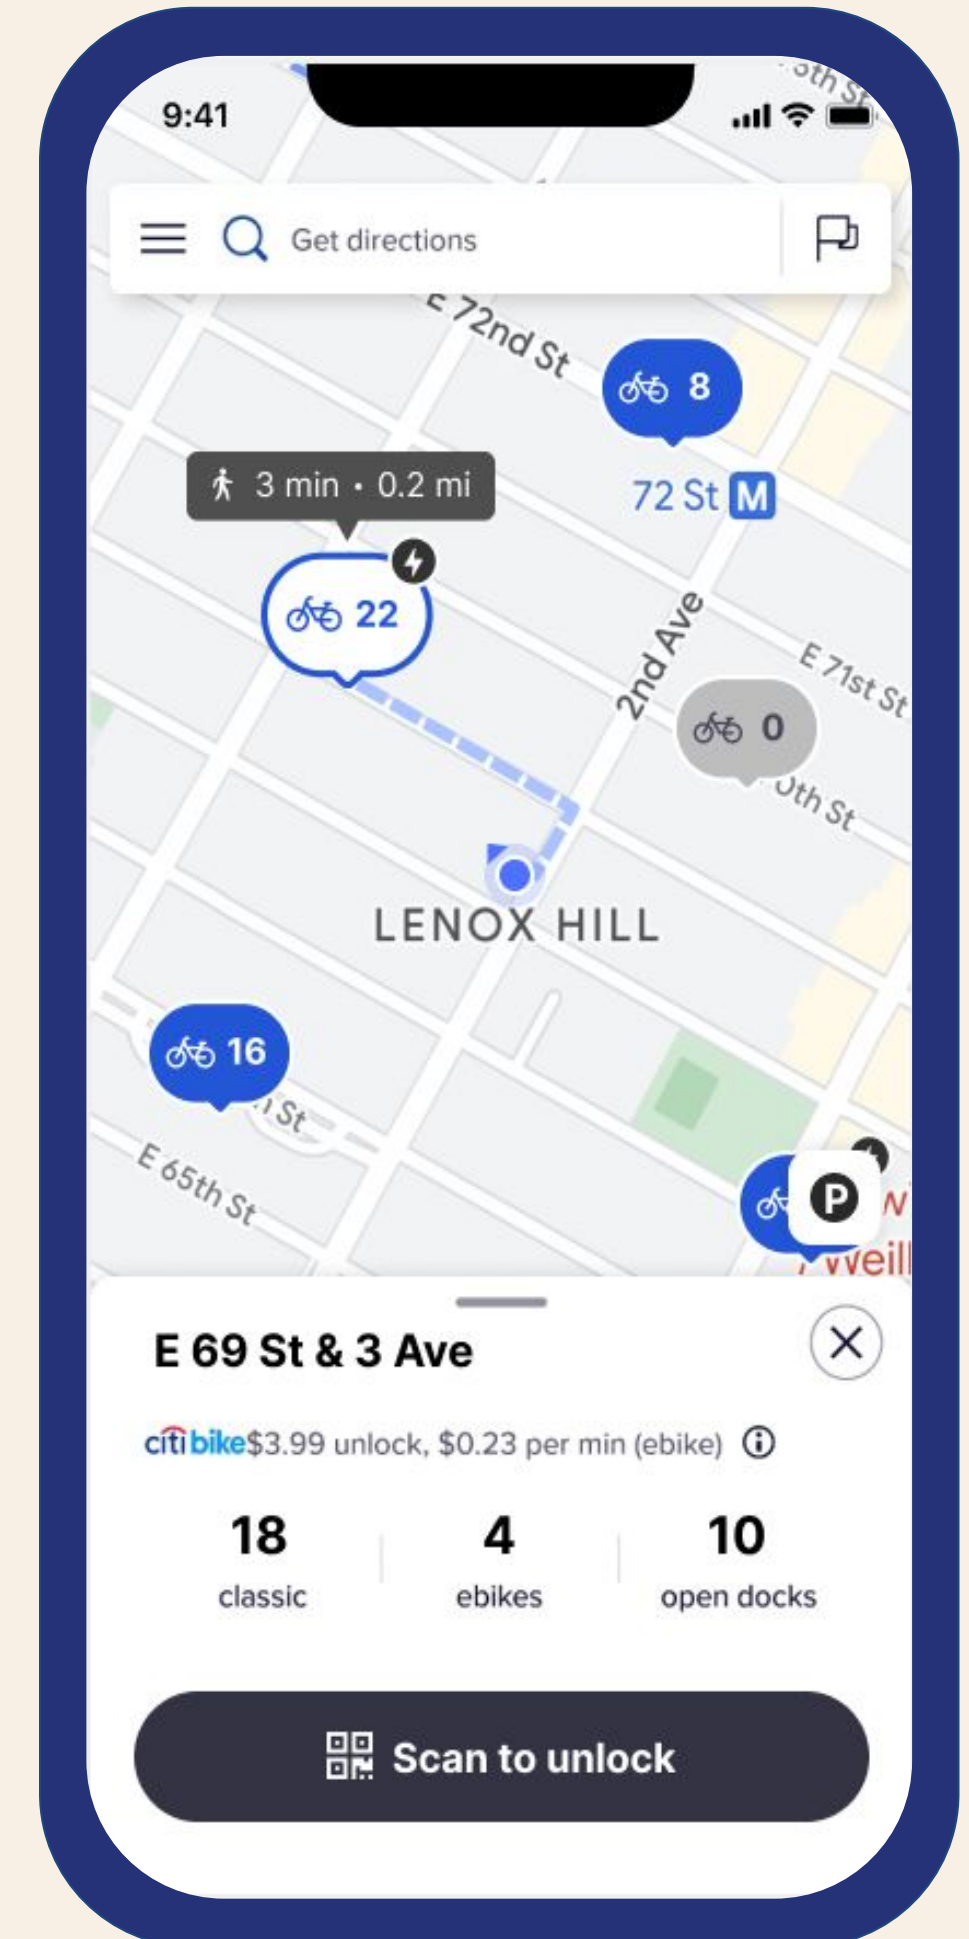 9:41
Get directions
E 72nd St
8
72 St M
3 min • 0.2 mi
22
2nd Ave
E 71st St
0
LENOX HILL
16
St
E 65th St
P
Weill
E 69 St & 3 Ave
citi bike $3.99 unlock, $0.23 per min (ebike)
18 4 10
classic ebikes open docks
Scan to unlock